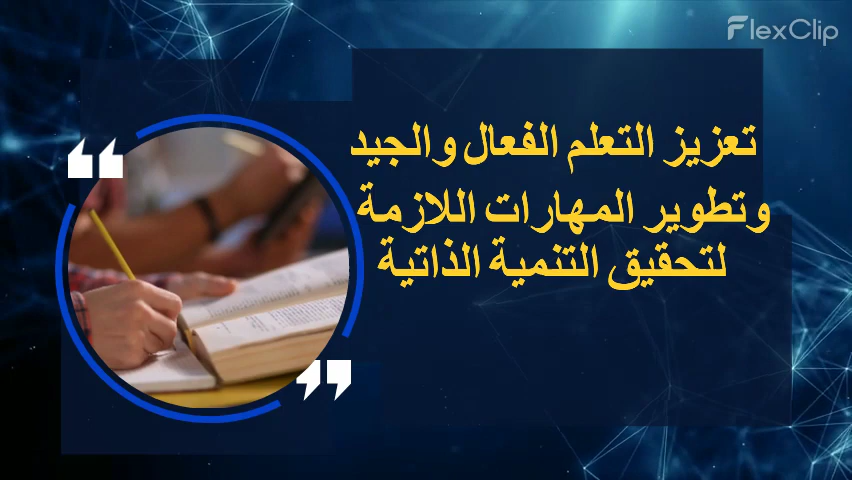 FlexClip
تعزيز التعلم الفعال والجيد
وتطوير المهارات اللازمة
لتحقيق التنمية الذاتية